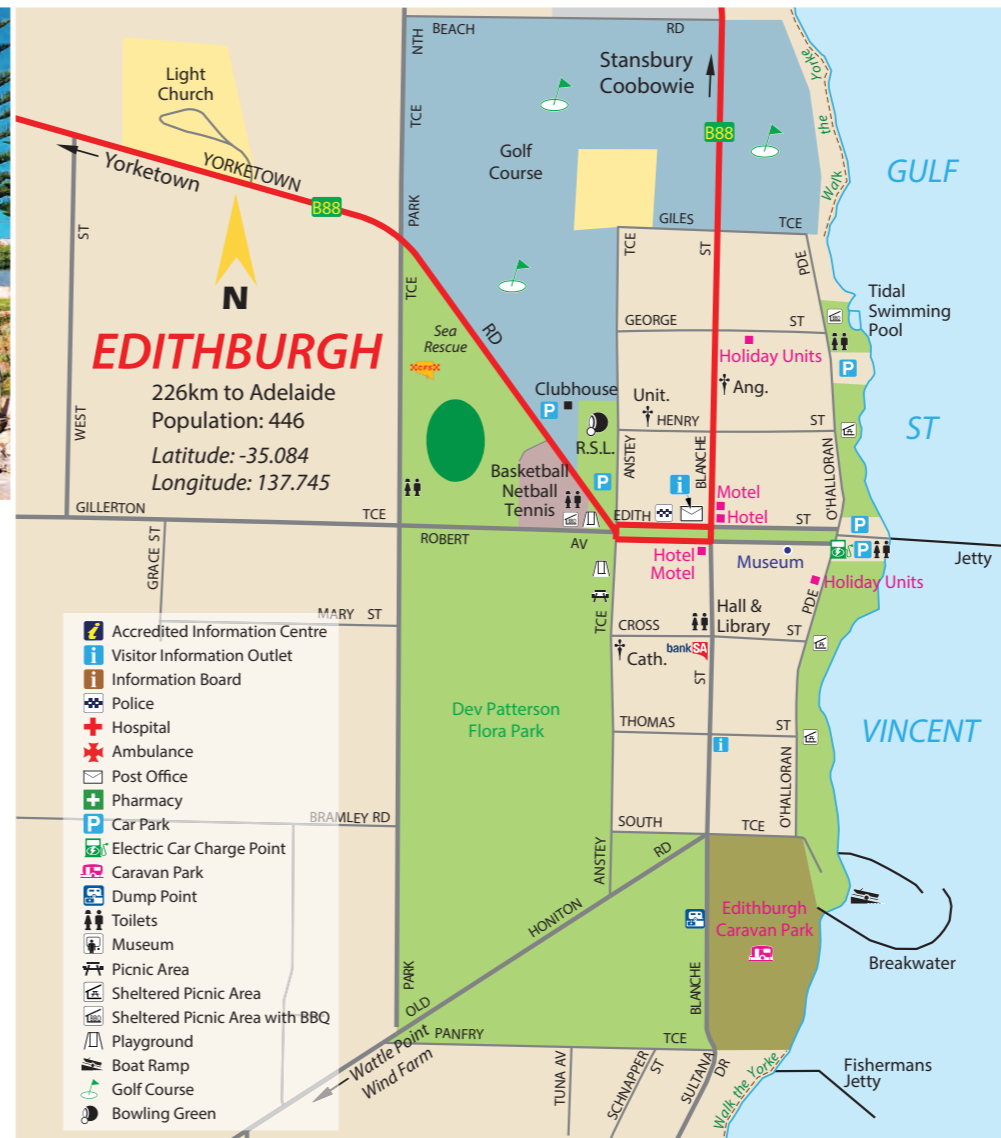 BEACH RD
NTH
TCE
PARK
TCE
Light
Church
Yorketown
YORKETOWN
B88
RD
N
EDITHBURGH
226km to Adelaide
Population: 446
Latitude: -35.084
Longitude: 137.745
WEST
ST
GILLERTON
TCE
GRACE ST
MARY ST
BRAMLEY RD
Stansbury
Coobowie
B88
Golf
Course
Walk the Yorke
GULF
ST
VINCENT
GILES TCE
TCE
ST
PDE
GEORGE ST
Tidal
Swimming
Pool
Holiday Units
Sea
Rescue
CFS
Clubhouse
P
R.S.L.
Unit.
Ang.
HENRY ST
ANSTEY
BLANCHE
O'HALLORAN
P
Basketball
Netball
Tennis
P
i
EDITH ST
Motel
Hotel
ROBERT AV
P
P
Jetty
Hotel
Motel
Museum
Holiday Units
PDE
TCE
CROSS ST
Hall &
Library
Cath.
bankSA
ST
Dev Patterson
Flora Park
THOMAS ST
i
O'HALLORAN
SOUTH TCE
ANSTEY
OLD HONITON RD
PARK
Edithburgh
Caravan Park
BLANCHE
Breakwater
PANFRY TCE
Wattle Point
Wind Farm
TUNA AV
SCHNAPPER
ST
SULTANA
DR
Walk the Yorke
Fishermans
Jetty
i Accredited Information Centre
i Visitor Information Outlet
i Information Board
Police
Hospital
Ambulance
Post Office
Pharmacy
P Car Park
Electric Car Charge Point
Caravan Park
Dump Point
Toilets
Museum
Picnic Area
Sheltered Picnic Area
Sheltered Picnic Area with BBQ
Playground
Boat Ramp
Golf Course
Bowling Green